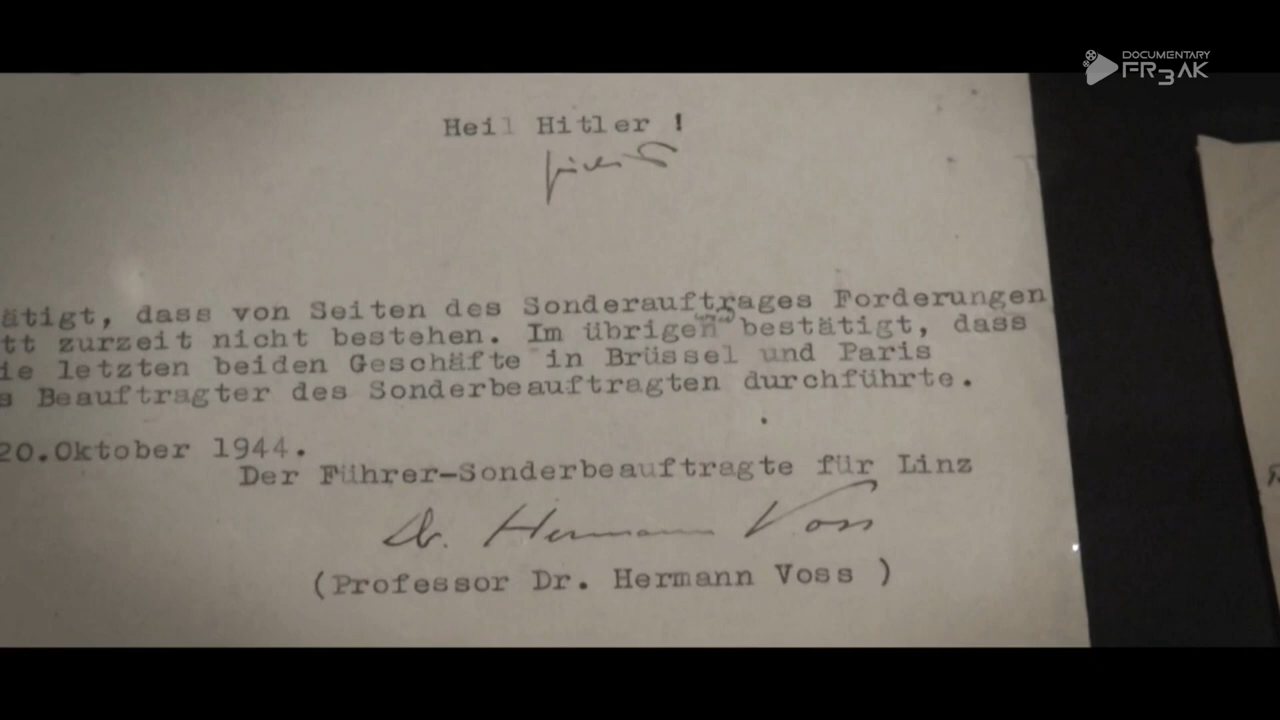 DOCUMENTARY
FR3AK
Heil Hitler !
ätigt, dass von Seiten des Sonderauftrages Forderungen
tt zurzeit nicht bestehen. Im übrigen bestätigt, dass
ie letzten beiden Geschäfte in Brüssel und Paris
s Beauftragter des Sonderbeauftragten durchführte.
20.Oktober 1944.
Der Führer-Sonderbeauftragte für Linz
Dr. Hermann Voss
(Professor Dr. Hermann Voss )